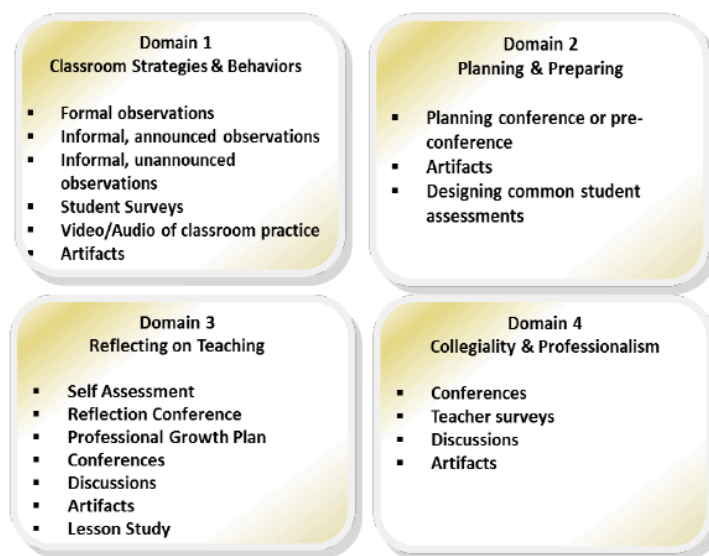 Domain 1
Classroom Strategies & Behaviors
▪ Formal observations
▪ Informal, announced observations
▪ Informal, unannounced
observations
▪ Student Surveys
▪ Video/Audio of classroom practice
▪ Artifacts
Domain 2
Planning & Preparing
▪ Planning conference or pre-
conference
▪ Artifacts
▪ Designing common student
assessments
Domain 3
Reflecting on Teaching
▪ Self Assessment
▪ Reflection Conference
▪ Professional Growth Plan
▪ Conferences
▪ Discussions
▪ Artifacts
▪ Lesson Study
Domain 4
Collegiality & Professionalism
▪ Conferences
▪ Teacher surveys
▪ Discussions
▪ Artifacts